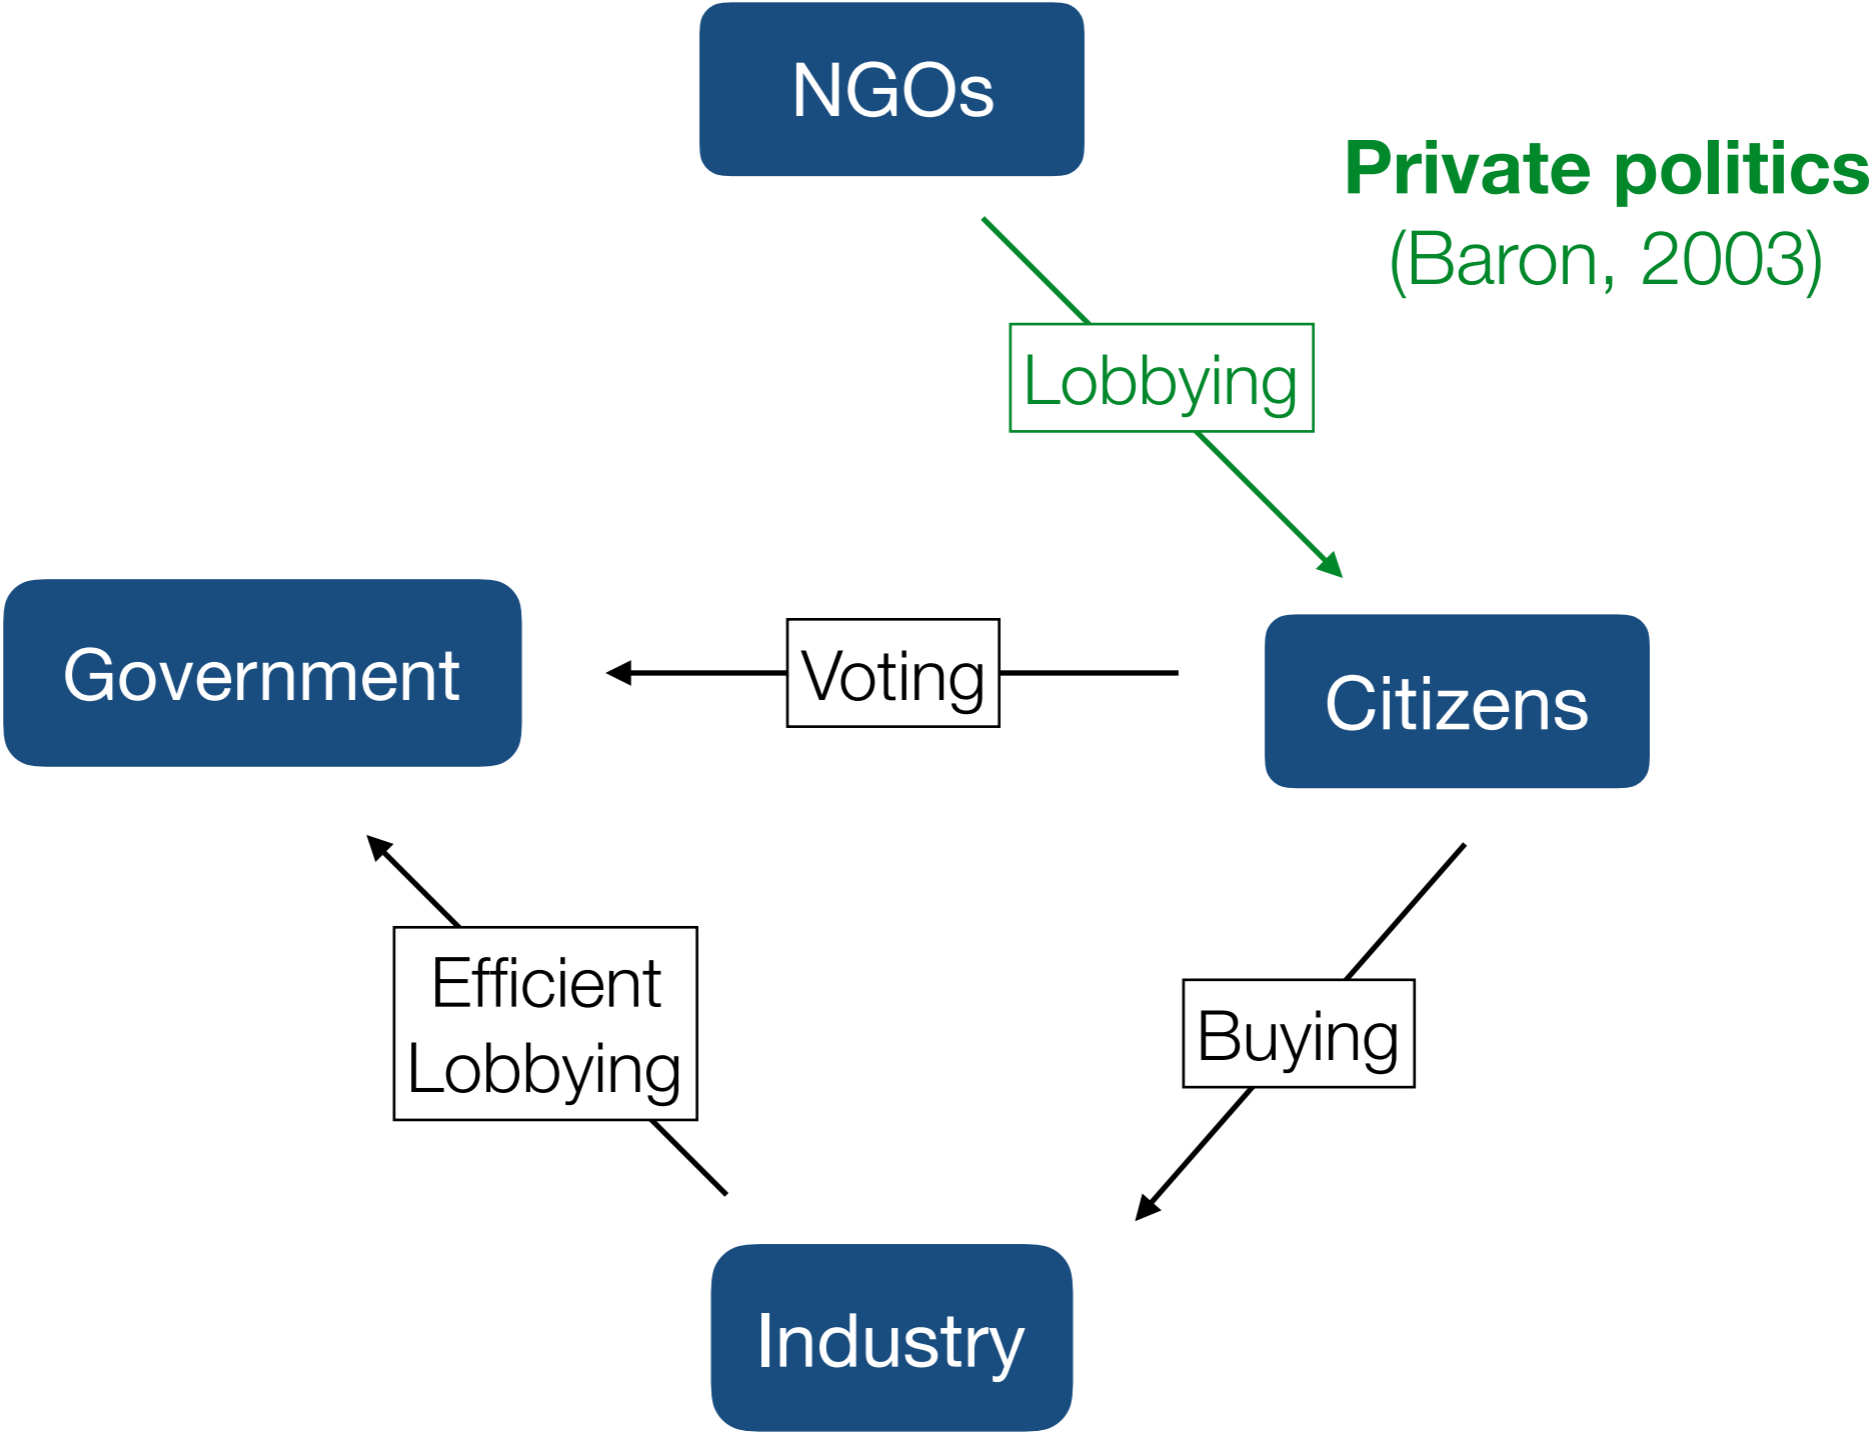 NGOs
Private politics
(Baron, 2003)
Lobbying
Government
Voting
Citizens
Efficient
Lobbying
Buying
Industry